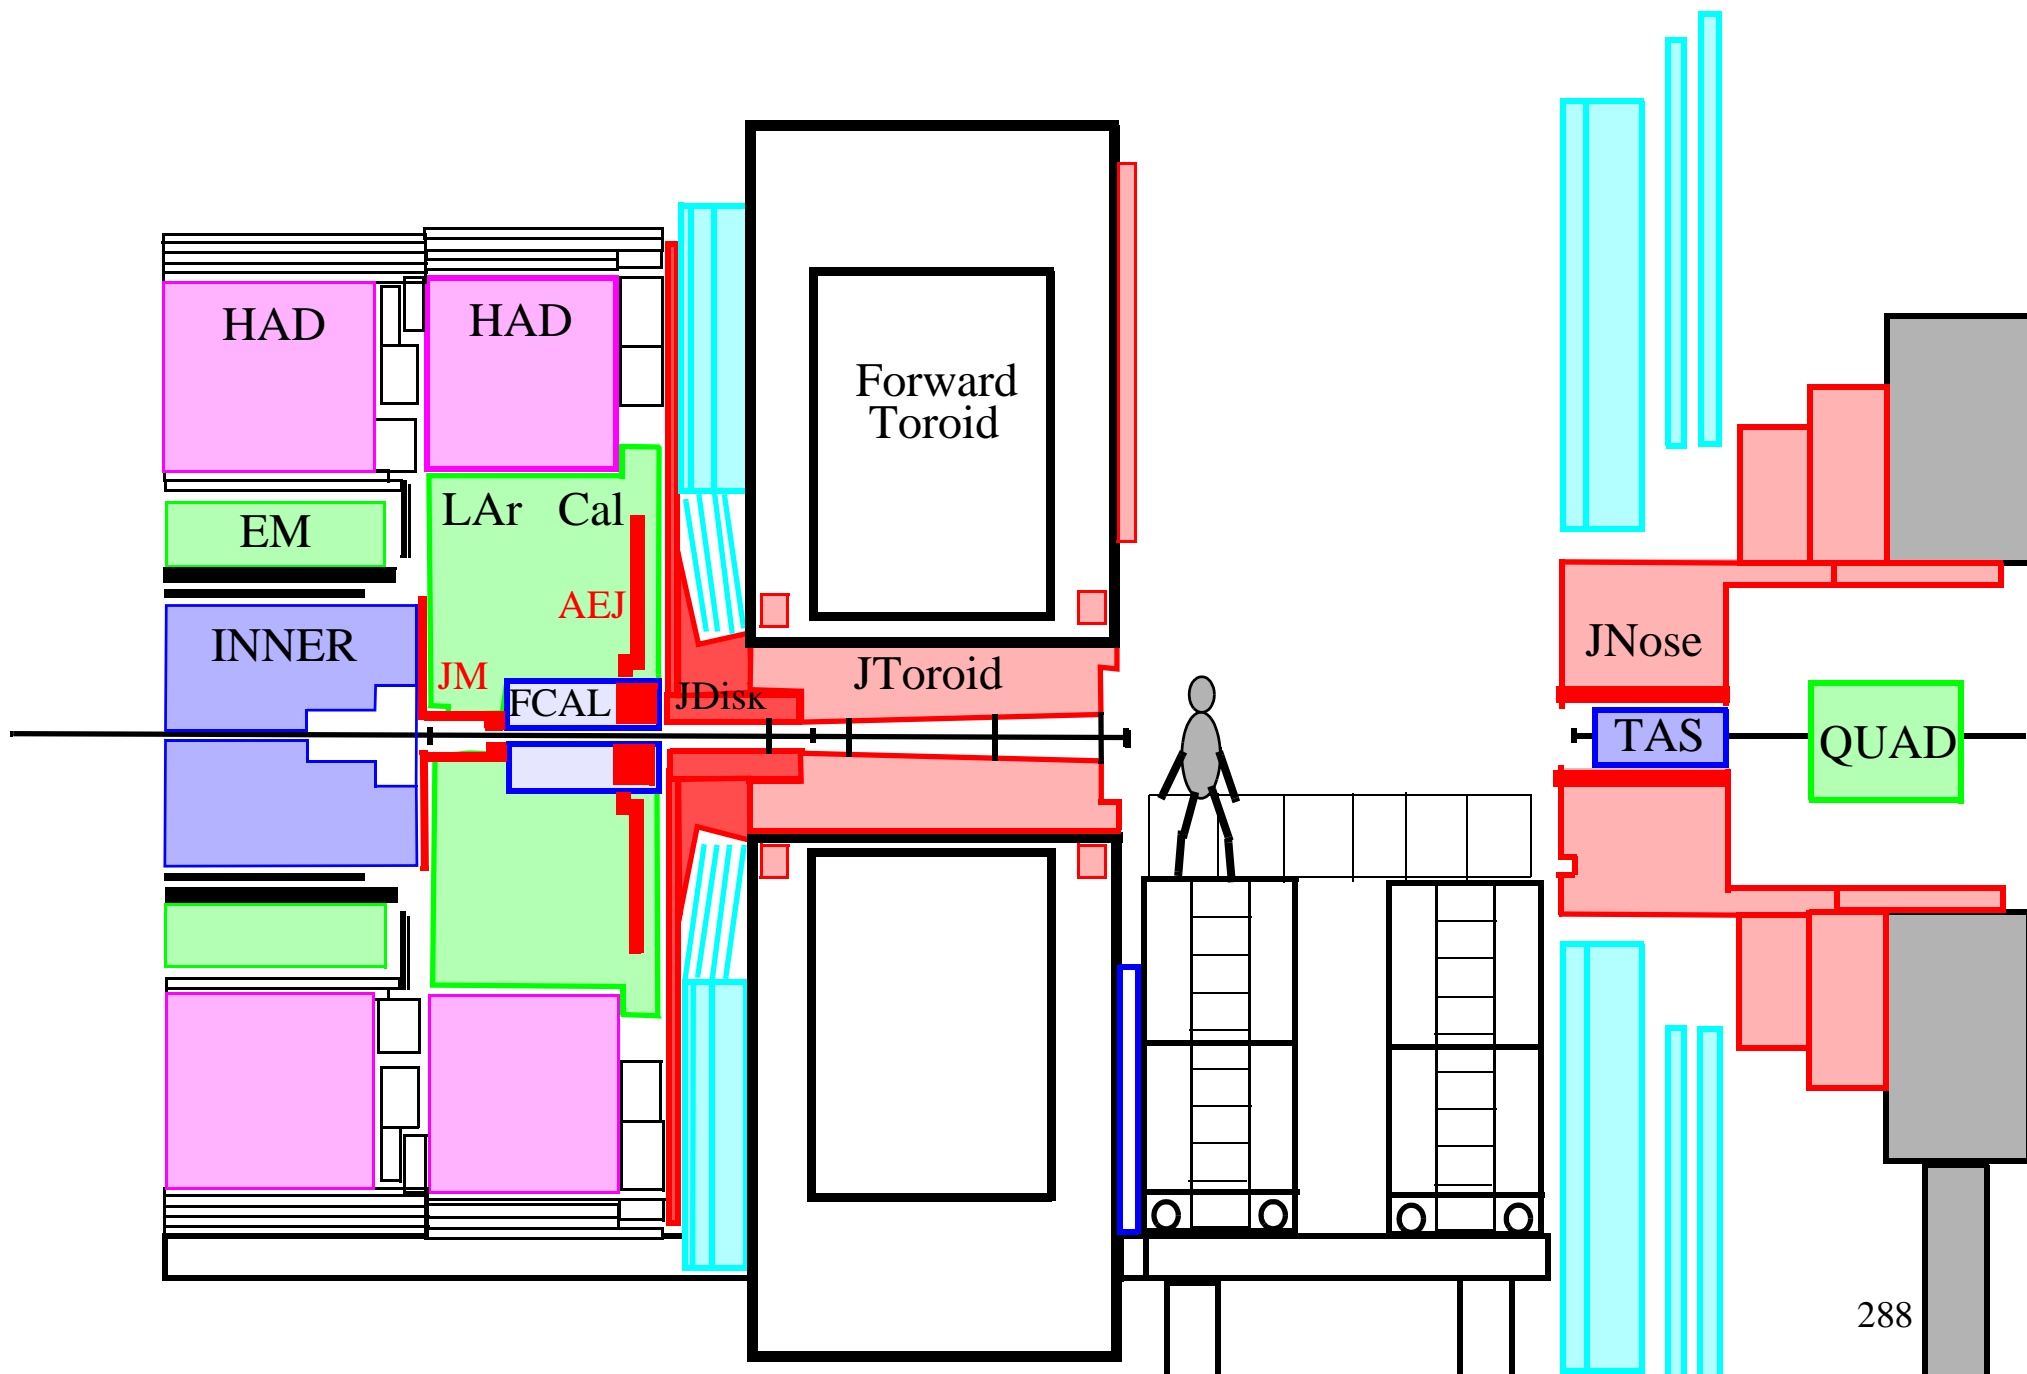 HAD
HAD
Forward
Toroid
LAr Cal
EM
AEJ
INNER
JNose
JM
JToroid
FCAL
JDisk
TAS
QUAD
288